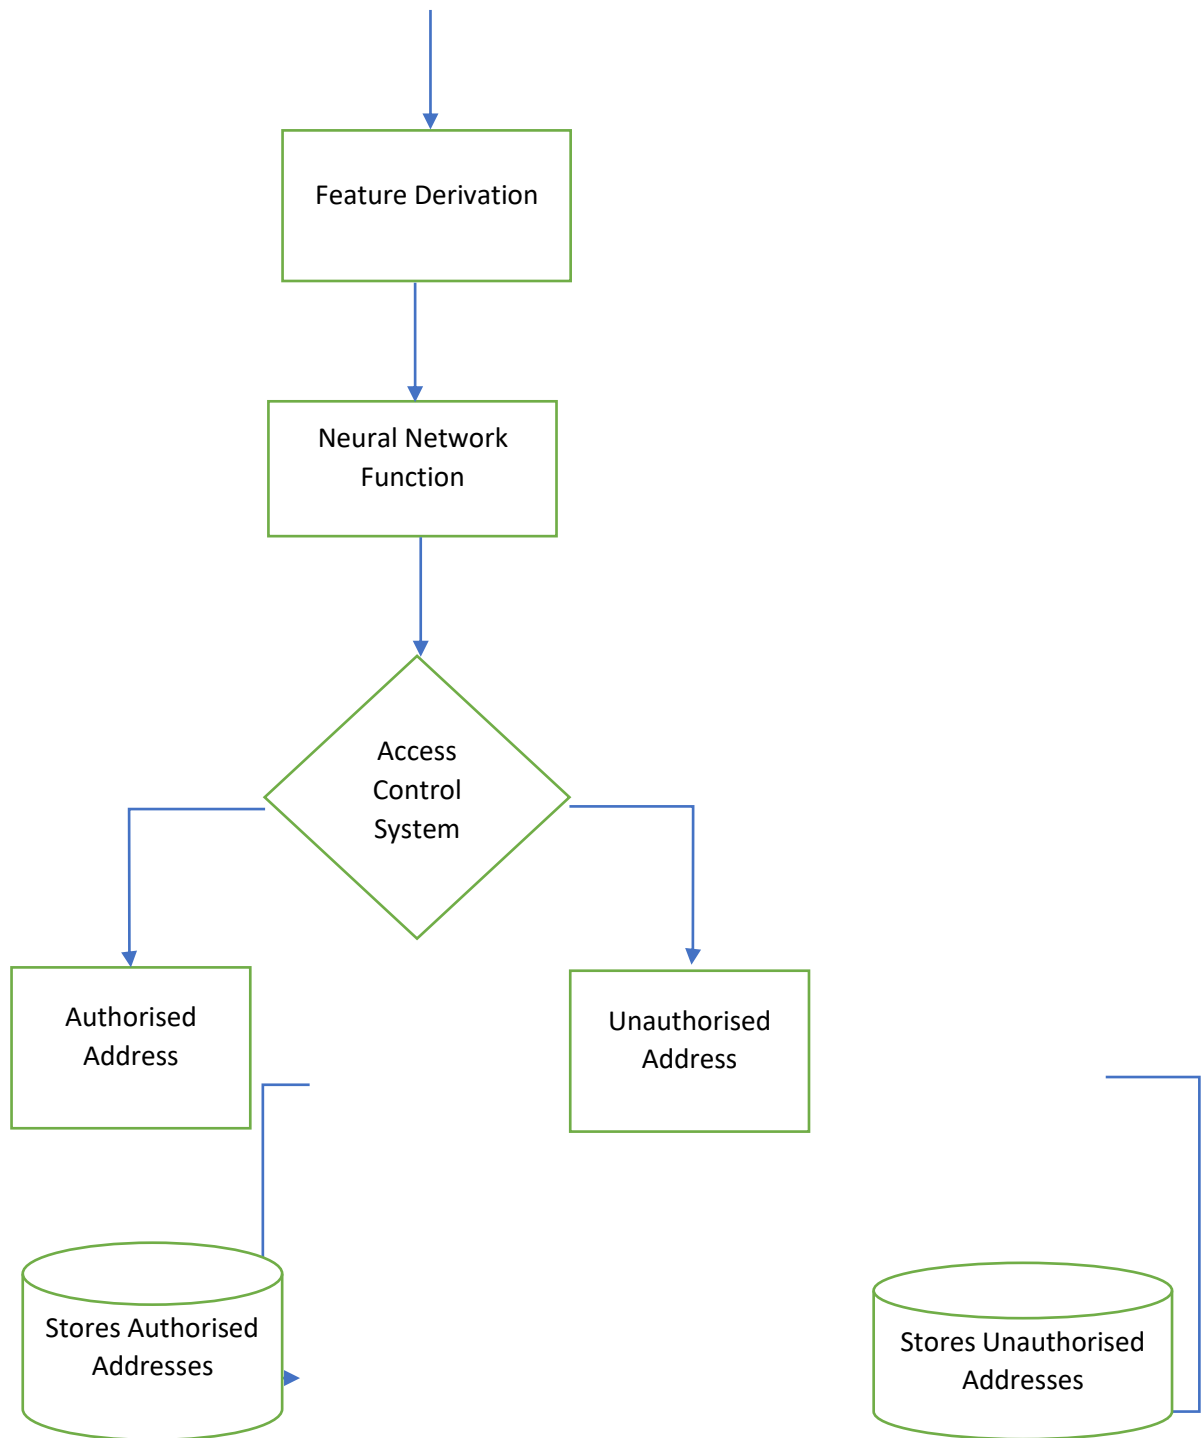 Feature Derivation
Neural Network
Function
Access
Control
System
Authorised
Address
Unauthorised
Address
Stores Authorised
Addresses
Stores Unauthorised
Addresses